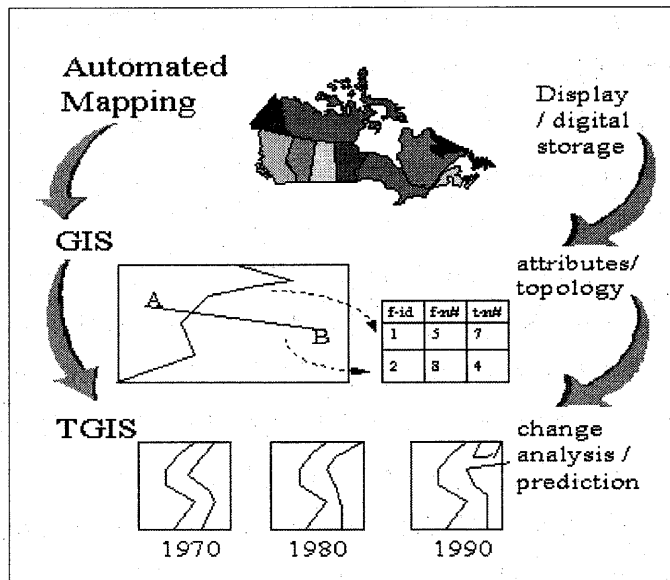 Automated
Mapping
Display
/ digital
storage
GIS
attributes/
topology
A
B
f-id f-n# t-n#
1 5 7
2 8 4
TGIS
change
analysis /
prediction
1970 1980 1990